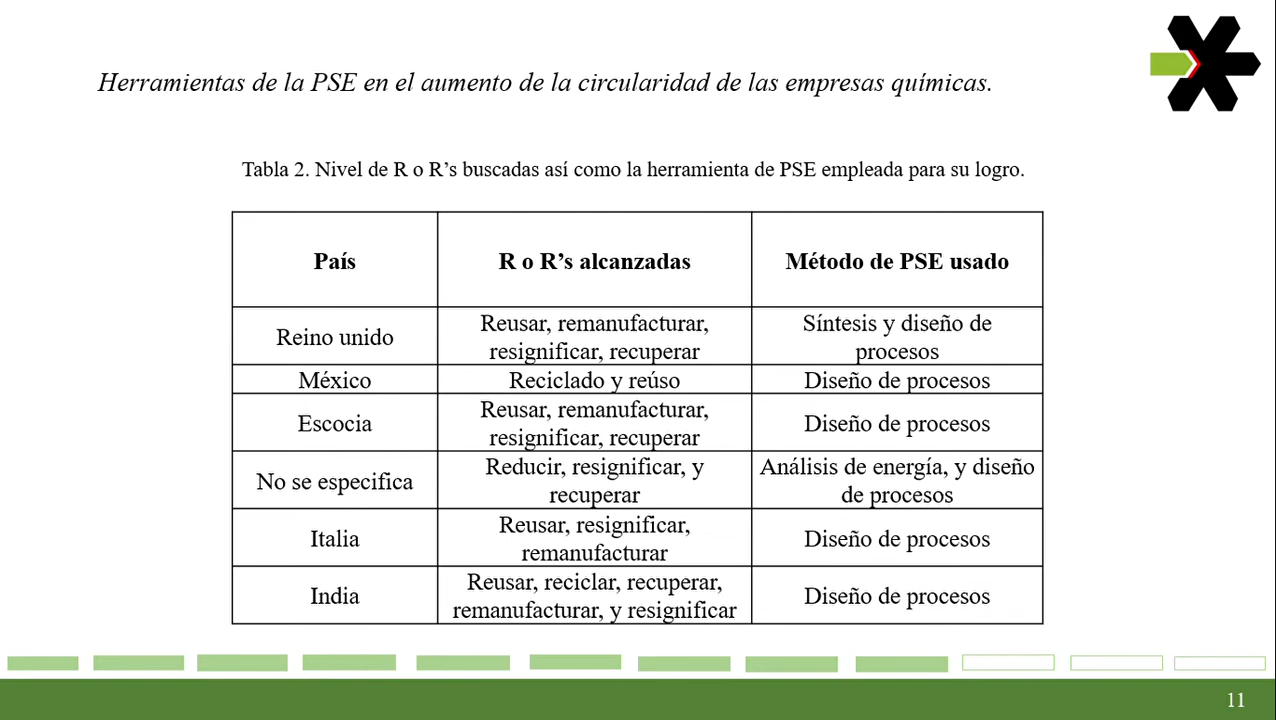 Herramientas de la PSE en el aumento de la circularidad de las empresas químicas.
Tabla 2. Nivel de R o R’s buscadas así como la herramienta de PSE empleada para su logro.
País
R o R’s alcanzadas
Método de PSE usado
Reino unido
Reusar, remanufacturar,
resignificar, recuperar
Síntesis y diseño de
procesos
México
Reciclado y reúso
Diseño de procesos
Escocia
Reusar, remanufacturar,
resignificar, recuperar
Diseño de procesos
No se especifica
Reducir, resignificar, y
recuperar
Análisis de energía, y diseño
de procesos
Italia
Reusar, resignificar,
remanufacturar
Diseño de procesos
India
Reusar, reciclar, recuperar,
remanufacturar, y resignificar
Diseño de procesos
11